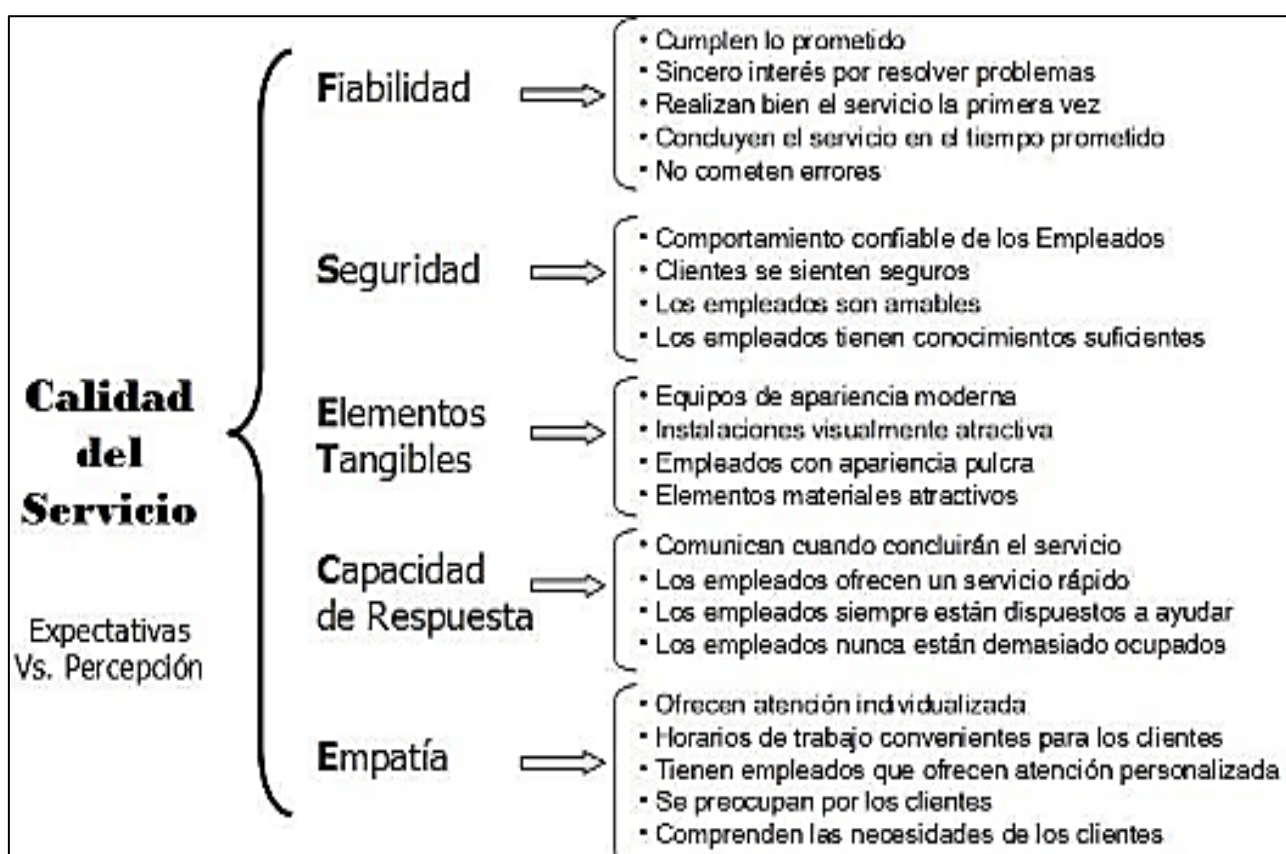 Calidad
del
Servicio
Expectativas
Vs. Percepción
Fiabilidad
• Cumplen lo prometido
• Sincero interés por resolver problemas
• Realizan bien el servicio la primera vez
• Concluyen el servicio en el tiempo prometido
• No cometen errores
Seguridad
• Comportamiento confiable de los Empleados
• Clientes se sienten seguros
• Los empleados son amables
• Los empleados tienen conocimientos suficientes
Elementos
Tangibles
• Equipos de apariencia moderna
• Instalaciones visualmente atractiva
• Empleados con apariencia pulcra
• Elementos materiales atractivos
Capacidad
de Respuesta
• Comunican cuando concluirán el servicio
• Los empleados ofrecen un servicio rápido
• Los empleados siempre están dispuestos a ayudar
• Los empleados nunca están demasiado ocupados
Empatía
• Ofrecen atención individualizada
• Horarios de trabajo convenientes para los clientes
• Tienen empleados que ofrecen atención personalizada
• Se preocupan por los clientes
• Comprenden las necesidades de los clientes